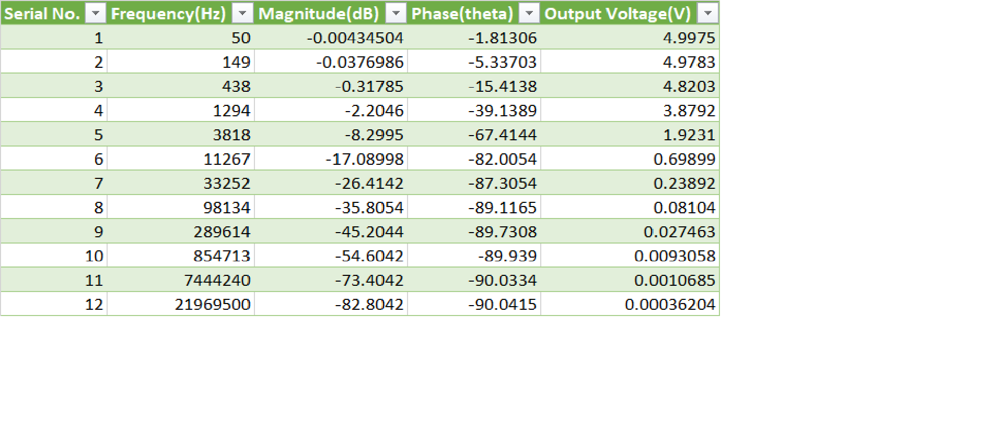 Serial No. Frequency(Hz) Magnitude(dB) Phase(theta) Output Voltage(V)
1 50 -0.00434504 -1.81306 4.9975
2 149 -0.0376986 -5.33703 4.9783
3 438 -0.31785 -15.4138 4.8203
4 1294 -2.2046 -39.1389 3.8792
5 3818 -8.2995 -67.4144 1.9231
6 11267 -17.08998 -82.0054 0.69899
7 33252 -26.4142 -87.3054 0.23892
8 98134 -35.8054 -89.1165 0.08104
9 289614 -45.2044 -89.7308 0.027463
10 854713 -54.6042 -89.939 0.0093058
11 7444240 -73.4042 -90.0334 0.0010685
12 21969500 -82.8042 -90.0415 0.00036204